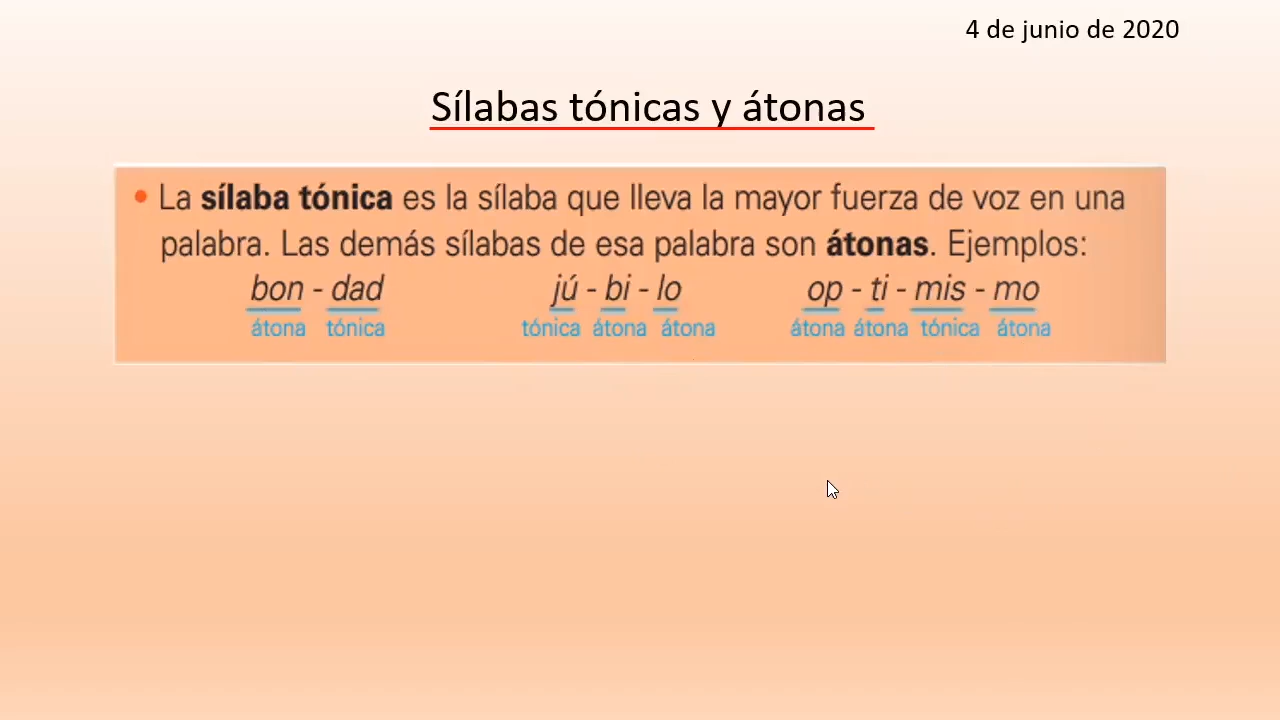 4 de junio de 2020
Sílabas tónicas y átonas
• La sílaba tónica es la sílaba que lleva la mayor fuerza de voz en una
palabra. Las demás sílabas de esa palabra son átonas. Ejemplos:
bon - dad jú - bi - lo op - ti - mis - mo
átona tónica tónica átona átona átona átona tónica átona